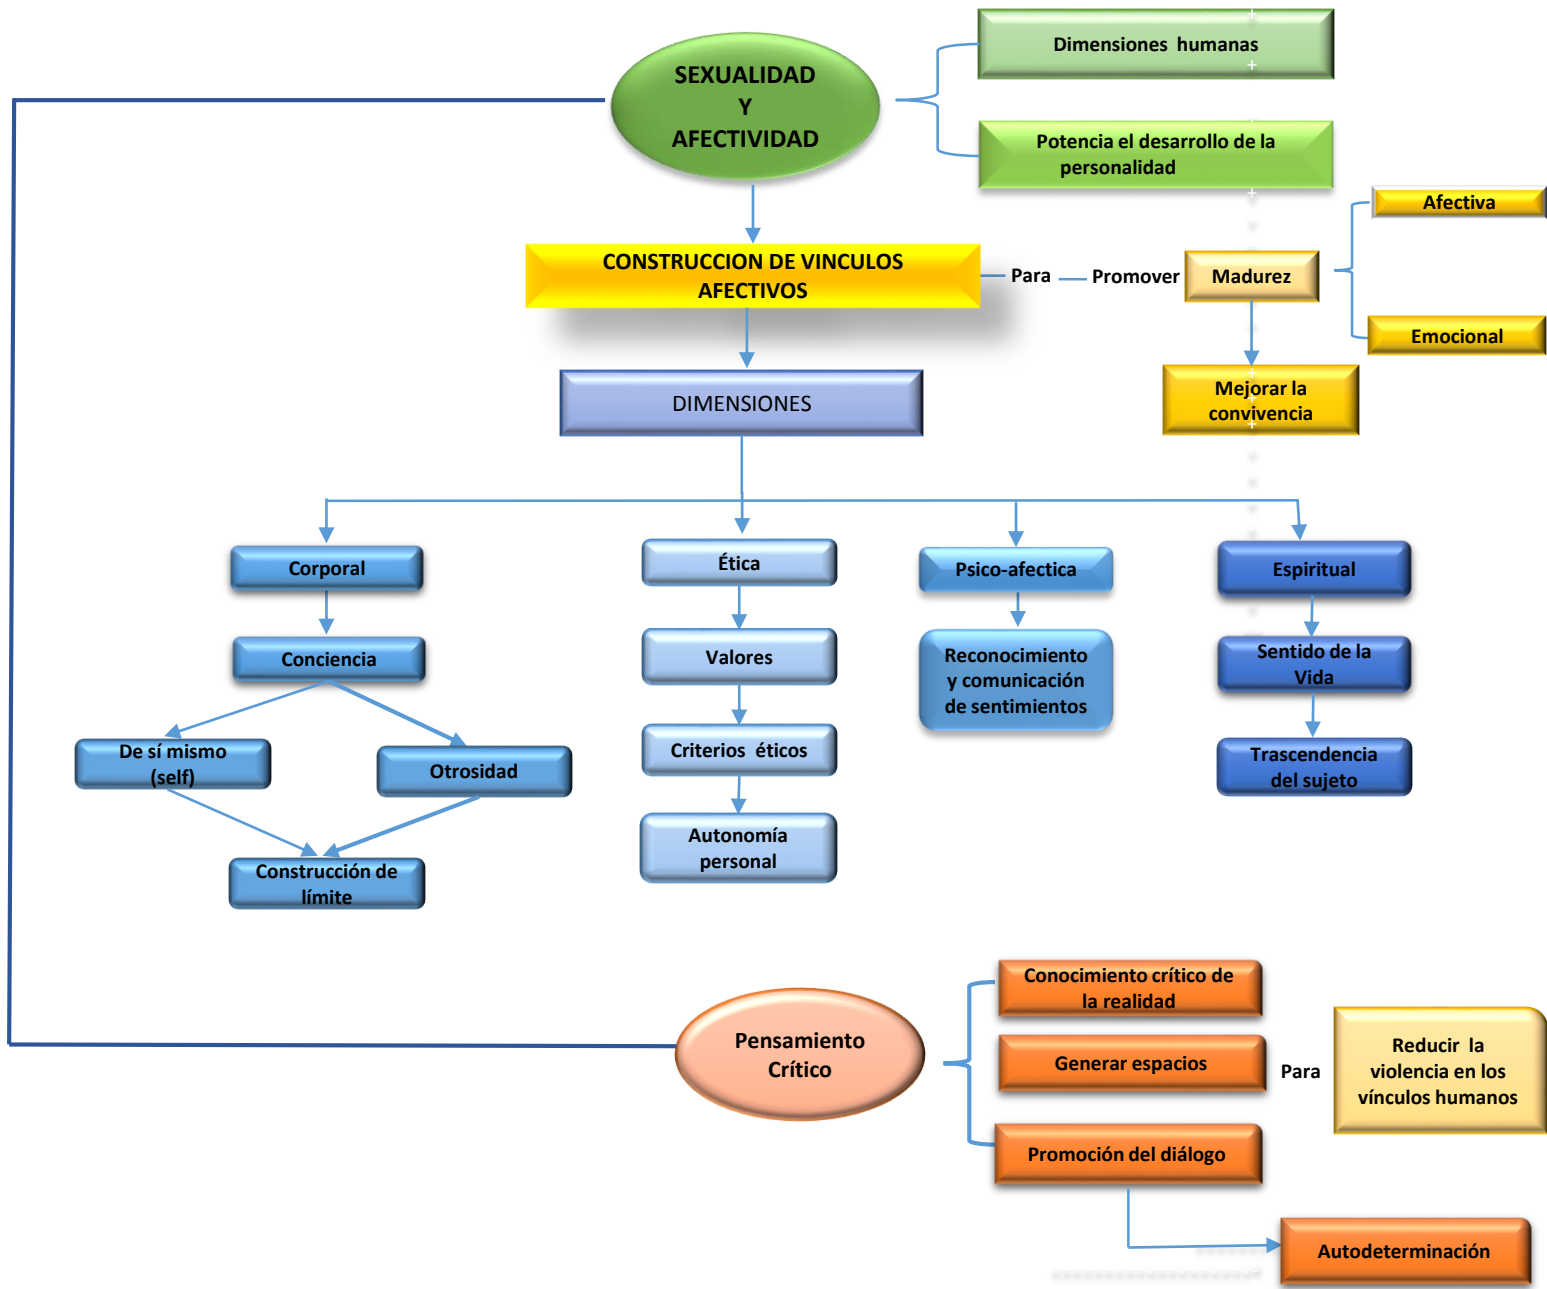 Dimensiones humanas
SEXUALIDAD
Y
AFECTIVIDAD
Potencia el desarrollo de la
personalidad
Afectiva
CONSTRUCCION DE VINCULOS
AFECTIVOS
Para
Promover
Madurez
Emocional
Mejorar la
convivencia
DIMENSIONES
Corporal
Ética
Psico-afectica
Espiritual
Conciencia
Valores
Reconocimiento
y comunicación
de sentimientos
Sentido de la
Vida
De sí mismo
(self)
Otrosidad
Criterios éticos
Trascendencia
del sujeto
Construcción de
límite
Autonomía
personal
Pensamiento
Crítico
Conocimiento crítico de
la realidad
Generar espacios
Para
Reducir la
violencia en los
vínculos humanos
Promoción del diálogo
Autodeterminación